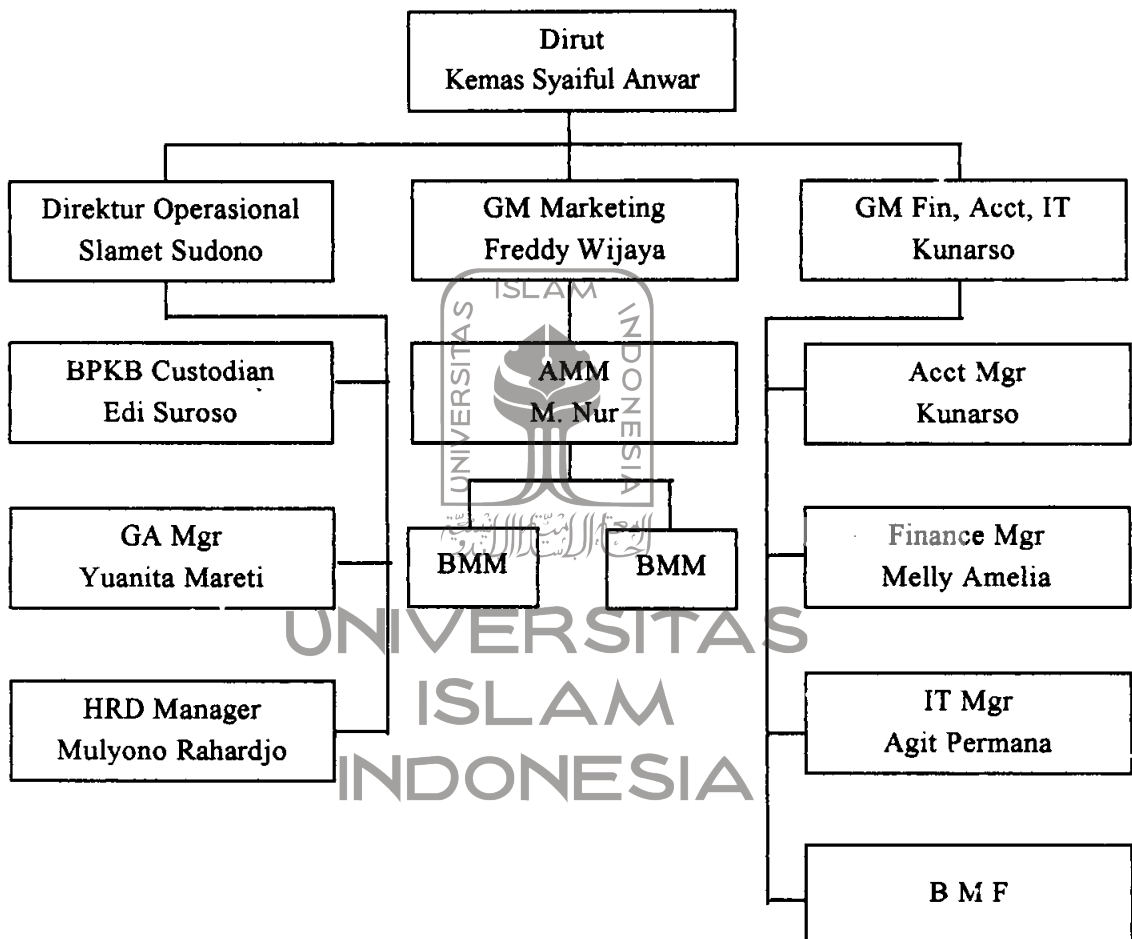 Dirut
Kemas Syaiful Anwar
Direktur Operasional
Slamet Sudono
GM Marketing
Freddy Wijaya
GM Fin, Acct, IT
Kunarso
BPKB Custodian
Edi Suroso
AMM
M. Nur
Acct Mgr
Kunarso
GA Mgr
Yuanita Mareti
BMM
BMM
Finance Mgr
Melly Amelia
HRD Manager
Mulyono Rahardjo
IT Mgr
Agit Permana
B M F
UNIVERSITAS
ISLAM
INDONESIA
UNIVERSITAS
ISLAM
INDONESIA